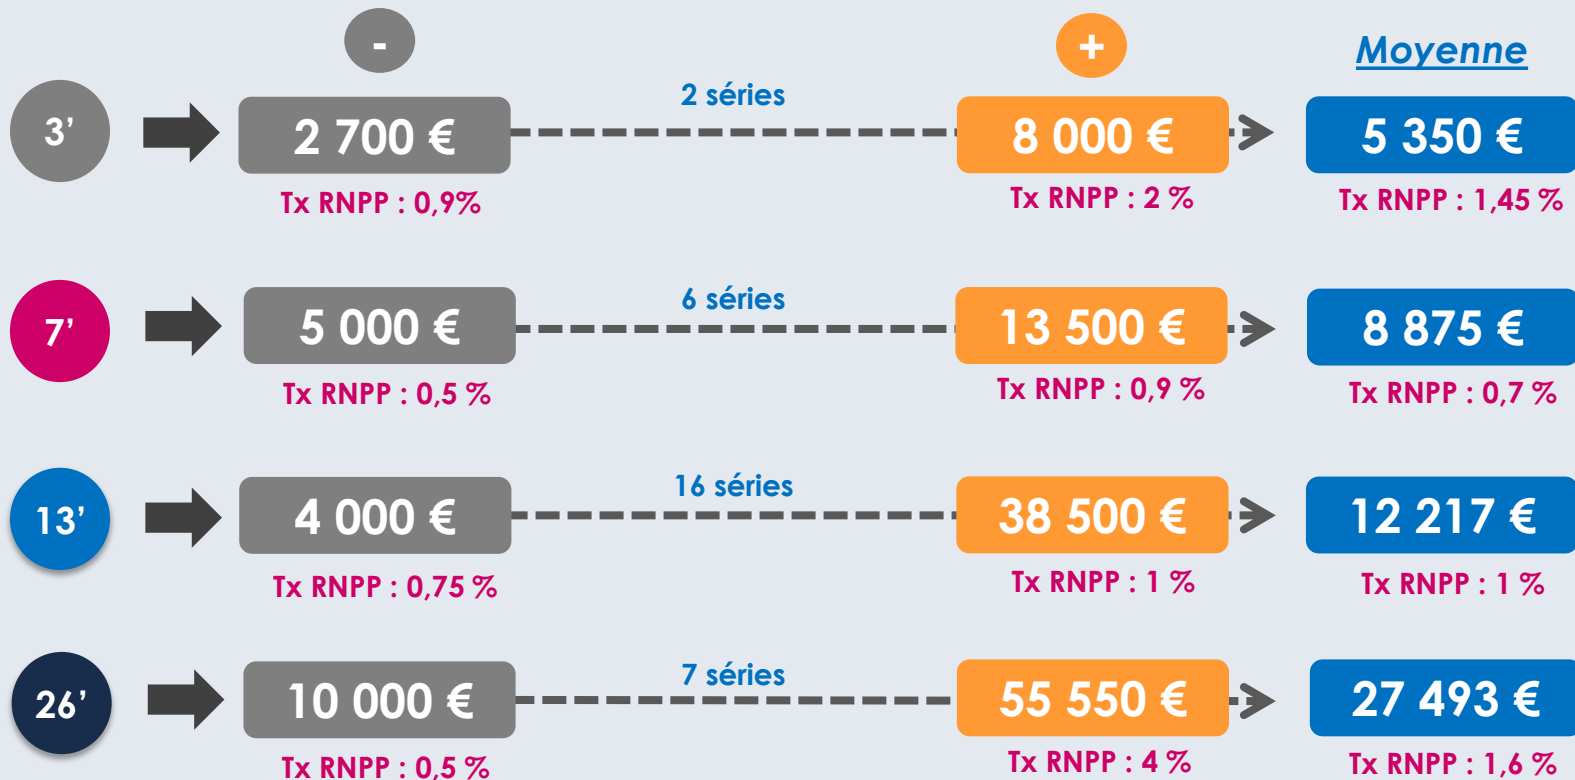 -
+
Moyenne
3’
2 700 €
2 séries
8 000 €
5 350 €
Tx RNPP : 0,9%
Tx RNPP : 2 %
Tx RNPP : 1,45 %
7’
5 000 €
6 séries
13 500 €
8 875 €
Tx RNPP : 0,5 %
Tx RNPP : 0,9 %
Tx RNPP : 0,7 %
13’
4 000 €
16 séries
38 500 €
12 217 €
Tx RNPP : 0,75 %
Tx RNPP : 1 %
Tx RNPP : 1 %
26’
10 000 €
7 séries
55 550 €
27 493 €
Tx RNPP : 0,5 %
Tx RNPP : 4 %
Tx RNPP : 1,6 %